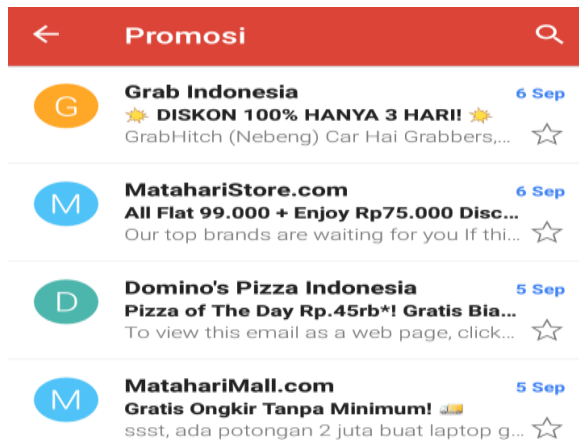 Promosi
G
Grab Indonesia
6 Sep
DISKON 100% HANYA 3 HARI!
GrabHitch (Nebeng) Car Hai Grabbers,...
M
MatahariStore.com
6 Sep
All Flat 99.000 + Enjoy Rp75.000 Disc...
Our top brands are waiting for you If thi...
D
Domino's Pizza Indonesia
5 Sep
Pizza of The Day Rp.45rb*! Gratis Bia...
To view this email as a web page, click...
M
MatahariMall.com
5 Sep
Gratis Ongkir Tanpa Minimum!
ssst, ada potongan 2 juta buat laptop g...